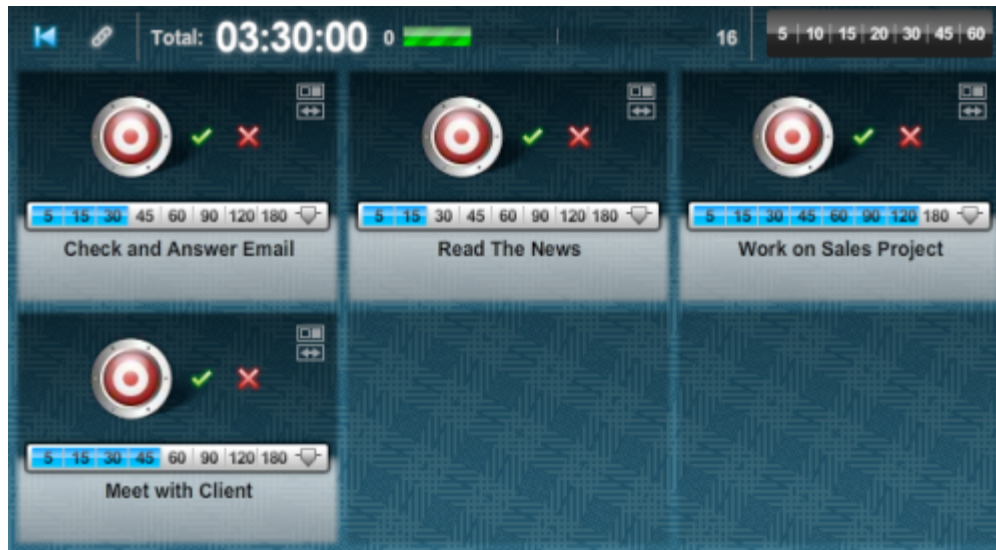 Total: 03:30:00 0 16 5 10 15 20 30 45 60
5 15 30 45 60 90 120 180
Check and Answer Email
5 15 30 45 60 90 120 180
Read The News
5 15 30 45 60 90 120 180
Work on Sales Project
5 15 30 45 60 90 120 180
Meet with Client